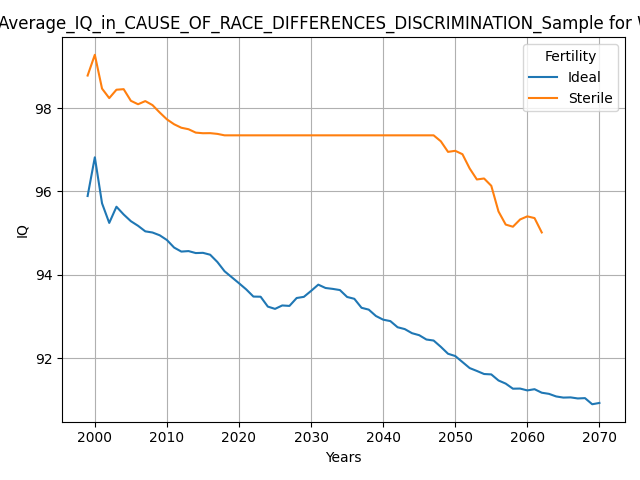 Average_IQ_in_CAUSE_OF_RACE_DIFFERENCES_DISCRIMINATION_Sample for
Fertility
Ideal
Sterile
98
96
94
92
IQ
2000 2010 2020 2030 2040 2050 2060 2070
Years